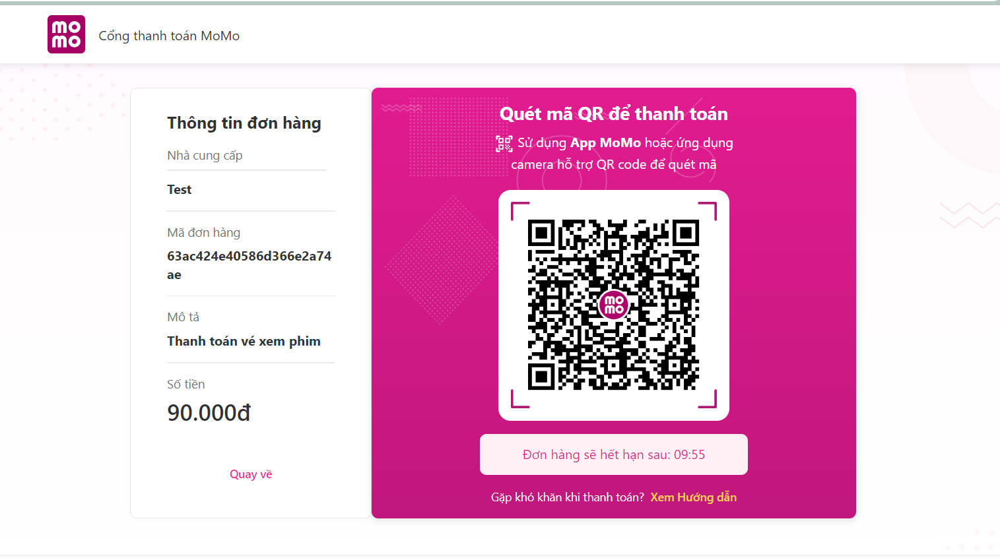 mo
mo
Cổng thanh toán MoMo
Thông tin đơn hàng
Nhà cung cấp
Test
Mã đơn hàng
63ac424e40586d366e2a74
ae
Mô tả
Thanh toán vé xem phim
Số tiền
90.000đ
Quay về
Quét mã QR để thanh toán
Sử dụng App MoMo hoặc ứng dụng
camera hỗ trợ QR code để quét mã
mo
mo
Đơn hàng sẽ hết hạn sau: 09:55
Gặp khó khăn khi thanh toán? Xem Hướng dẫn